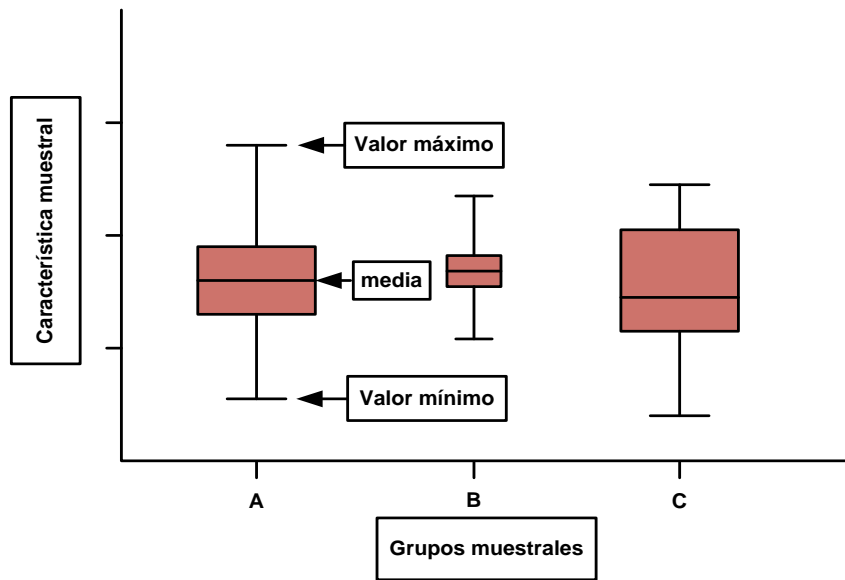 Característica muestral
Valor máximo
media
Valor mínimo
A
B
C
Grupos muestrales